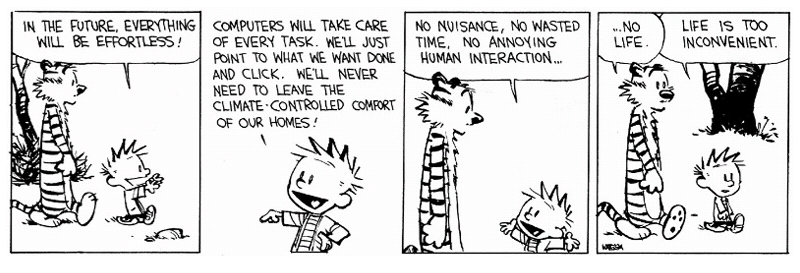 IN THE FUTURE, EVERYTHING
WILL BE EFFORTLESS!
COMPUTERS WILL TAKE CARE
OF EVERY TASK. WE'LL JUST
POINT TO WHAT WE WANT DONE
AND CLICK. WE'LL NEVER
NEED TO LEAVE THE
CLIMATE-CONTROLLED COMFORT
OF OUR HOMES!
NO NUISANCE, NO WASTED
TIME, NO ANNOYING
HUMAN INTERACTION...
...NO
LIFE.
LIFE IS TOO
INCONVENIENT.